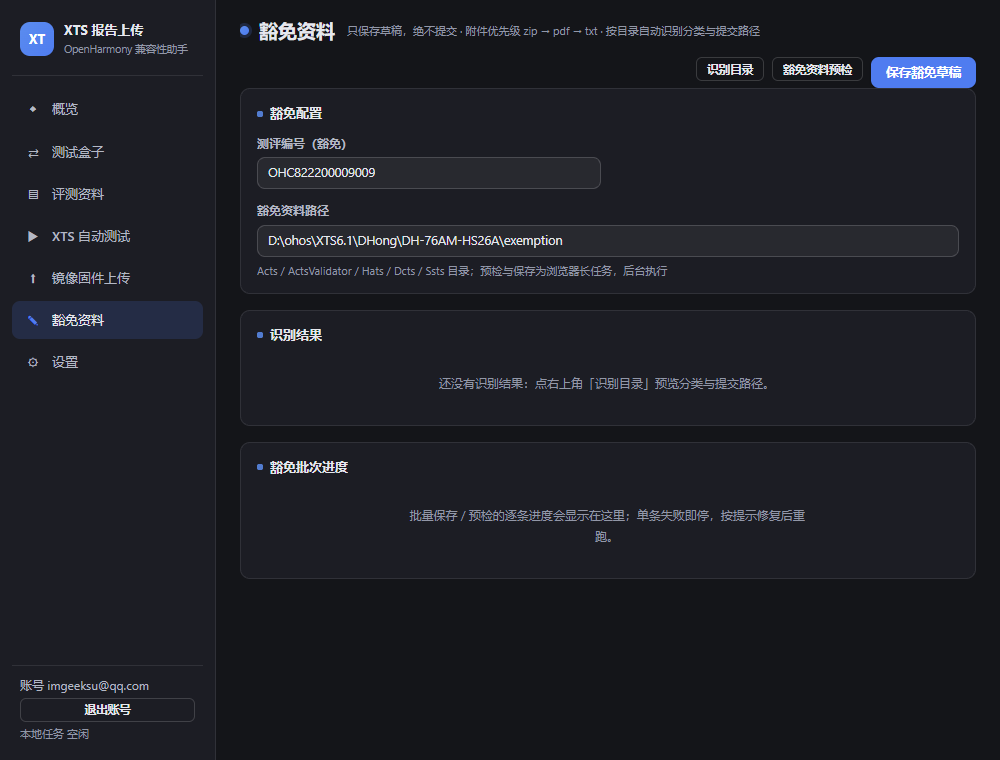 XT
XTS 报告上传
OpenHarmony 兼容性助手
概览
测试盒子
评测资料
XTS 自动测试
镜像固件上传
豁免资料
设置
账号 imgeeksu@qq.com
退出账号
本地任务 空闲
豁免资料
只保存草稿，绝不提交 · 附件优先级 zip → pdf → txt · 按目录自动识别分类与提交路径
识别目录
豁免资料预检
保存豁免草稿
豁免配置
测评编号（豁免）
OHC822200009009
豁免资料路径
D:\ohos\XTS6.1\DHong\DH-76AM-HS26A\exemption
Acts / ActsValidator / Hats / Dcts / Ssts 目录；预检与保存为浏览器长任务，后台执行
识别结果
还没有识别结果：点右上角「识别目录」预览分类与提交路径。
豁免批次进度
批量保存 / 预检的逐条进度会显示在这里；单条失败即停，按提示修复后重
跑。